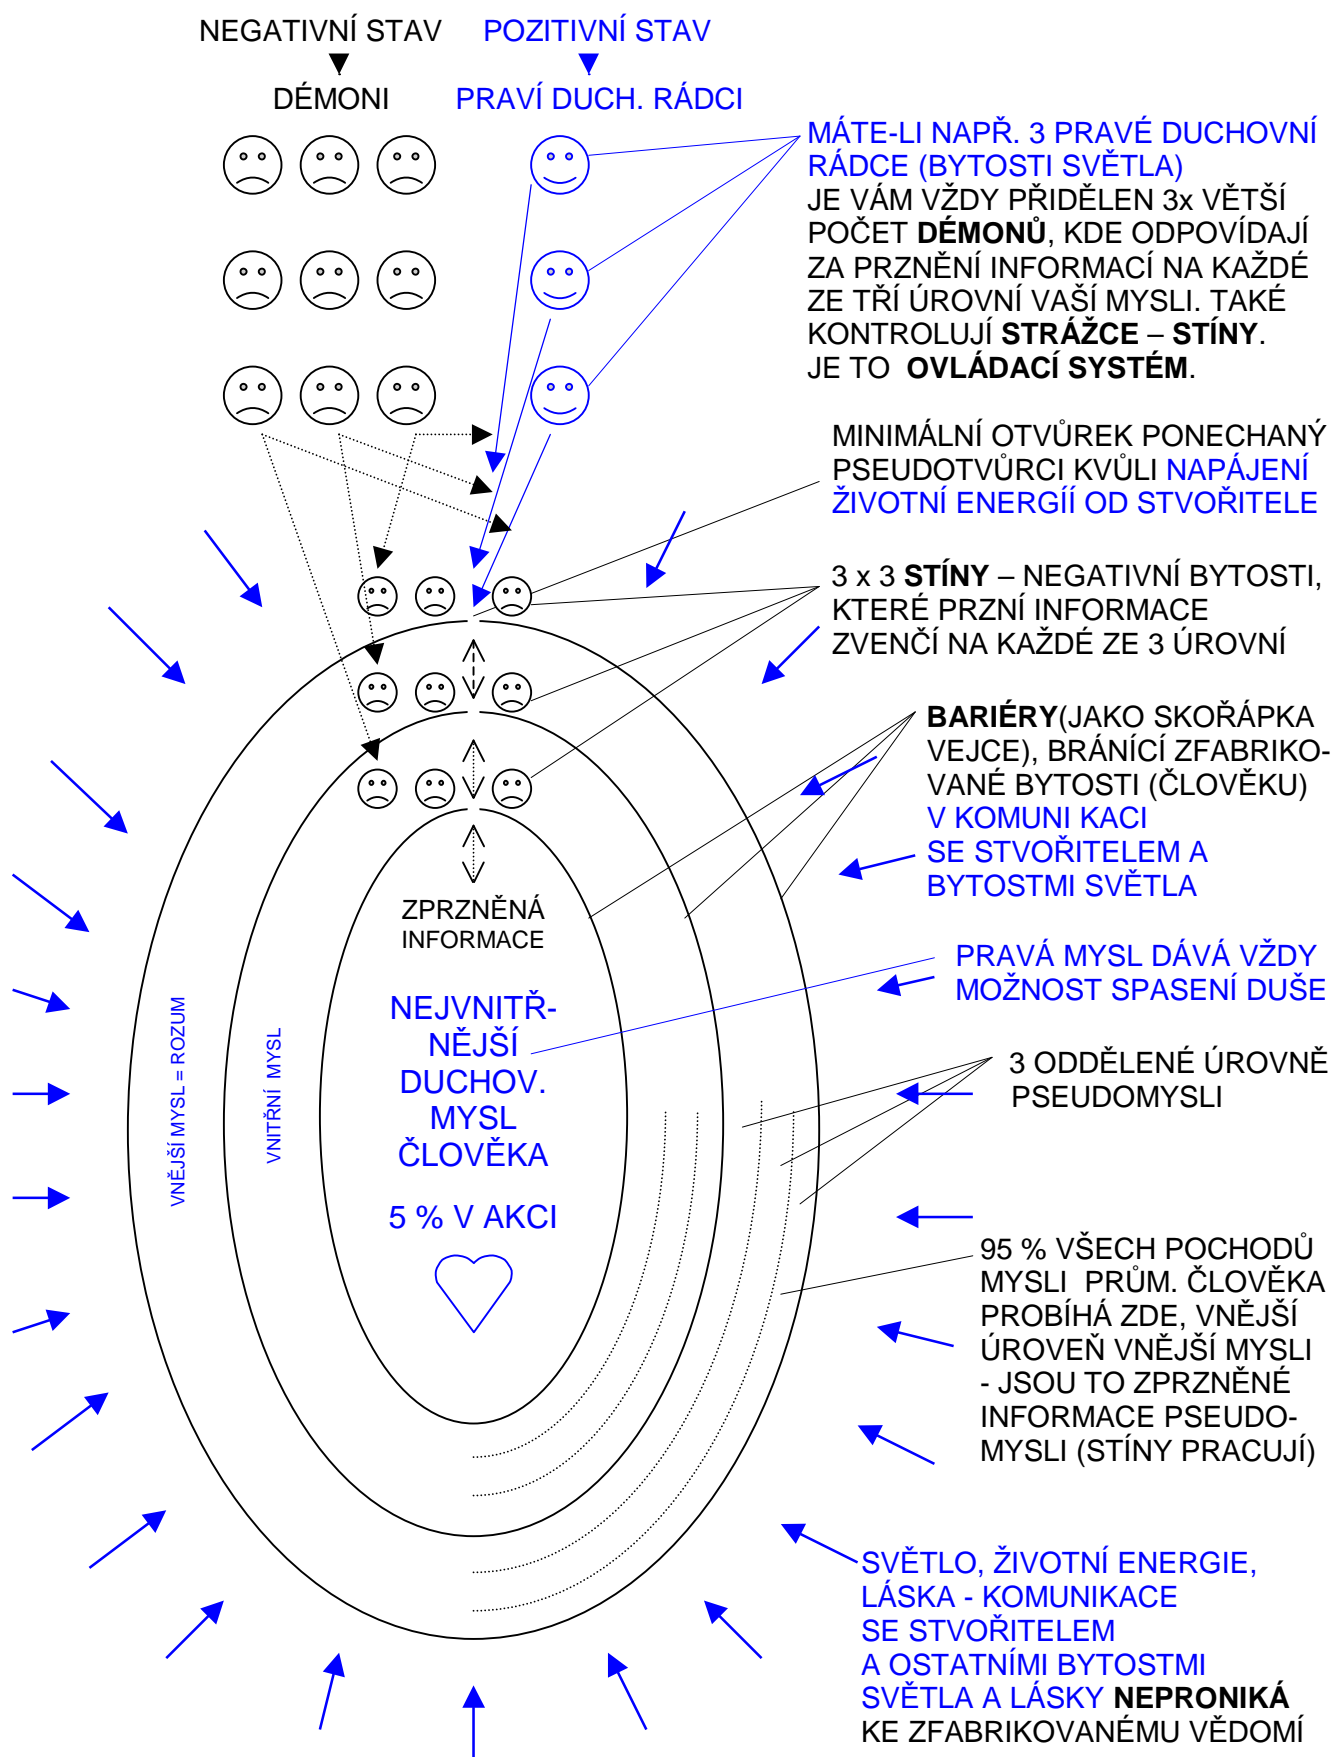 NEGATIVNÍ STAV
POZITIVNÍ STAV
DÉMONI
PRAVÍ DUCH. RÁDCI
MÁTE-LI NAPŘ. 3 PRAVÉ DUCHOVNÍ
RÁDCE (BYTOSTI SVĚTLA)
JE VÁM VŽDY PŘIDĚLEN 3x VĚTŠÍ
POČET DÉMONŮ, KDE ODPOVÍDAJÍ
ZA PRZNĚNÍ INFORMACÍ NA KAŽDÉ
ZE TŘÍ ÚROVNÍ VAŠÍ MYSLI. TAKÉ
KONTROLUJÍ STRÁŽCE – STÍNY.
JE TO OVLÁDACÍ SYSTÉM.
MINIMÁLNÍ OTVŮREK PONECHANÝ
PSEUDOTVŮRCI KVŮLI NAPÁJENÍ
ŽIVOTNÍ ENERGÍÍ OD STVOŘITELE
3 x 3 STÍNY – NEGATIVNÍ BYTOSTI,
KTERÉ PRZNÍ INFORMACE
ZVENČÍ NA KAŽDÉ ZE 3 ÚROVNÍ
BARIÉRY(JAKO SKOŘÁPKA
VEJCE), BRÁNÍCÍ ZFABRIKO-
VANÉ BYTOSTI (ČLOVĚKU)
V KOMUNI KACI
SE STVOŘITELEM A
BYTOSTMI SVĚTLA
ZPRZNĚNÁ
INFORMACE
PRAVÁ MYSL DÁVÁ VŽDY
MOŽNOST SPASENÍ DUŠE
NEJVNITŘ-
NĚJŠÍ
DUCHOV.
MYSL
ČLOVĚKA
5 % V AKCI
VNĚJŠÍ MYSL = ROZUM
VNITŘNÍ MYSL
3 ODDĚLENÉ ÚROVNĚ
PSEUDOMYSLI
95 % VŠECH POCHODŮ
MYSLI PRŮM. ČLOVĚKA
PROBÍHÁ ZDE, VNĚJŠÍ
ÚROVEŇ VNĚJŠÍ MYSLI
- JSOU TO ZPRZNĚNÉ
INFORMACE PSEUDO-
MYSLI (STÍNY PRACUJÍ)
SVĚTLO, ŽIVOTNÍ ENERGIE,
LÁSKA - KOMUNIKACE
SE STVOŘITELEM
A OSTATNÍMI BYTOSTMI
SVĚTLA A LÁSKY NEPRONIKÁ
KE ZFABRIKOVANÉMU VĚDOMÍ